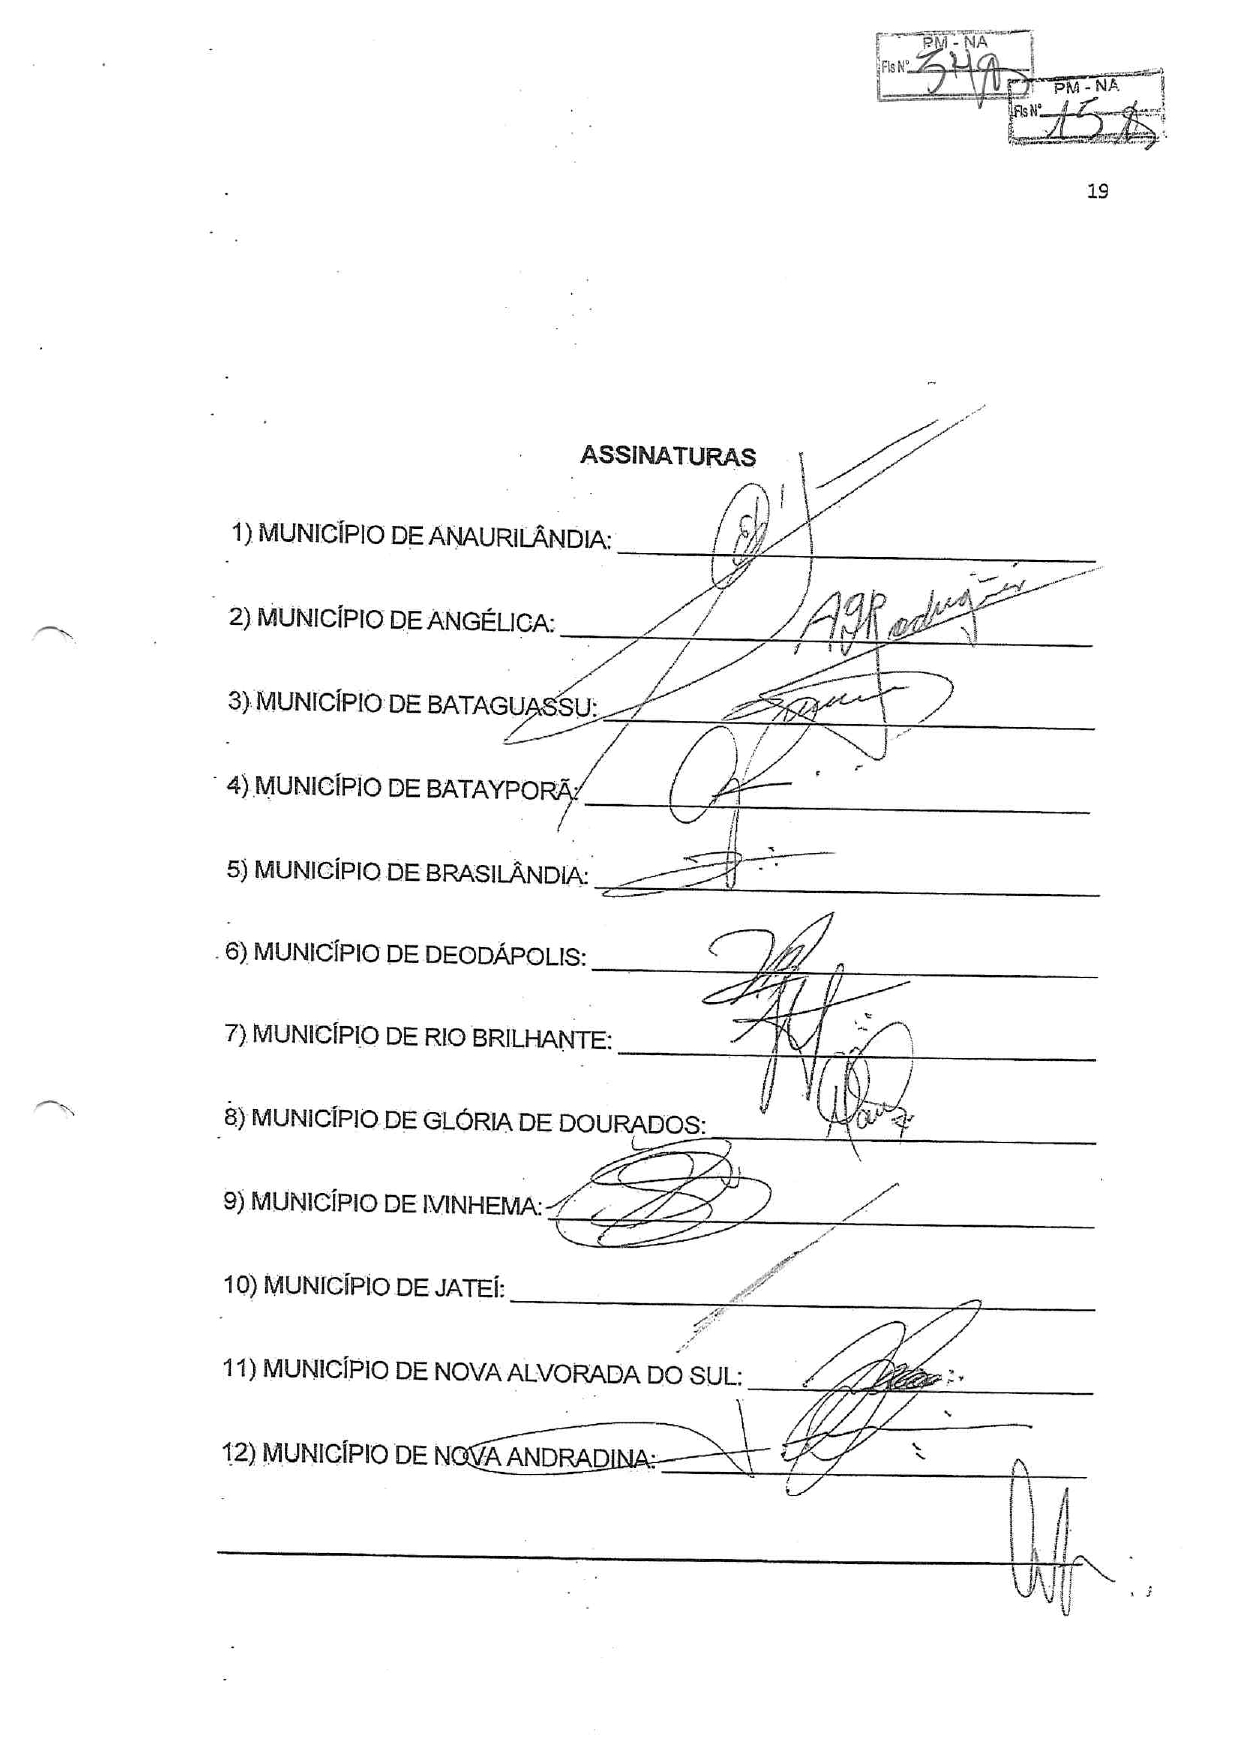 PM - NA
Fls Nº 348
PM - NA
Fls Nº 15
19
ASSINATURAS
1) MUNICÍPIO DE ANAURILÂNDIA:
2) MUNICÍPIO DE ANGÉLICA: AGRodrigues
3) MUNICÍPIO DE BATAGUASSU:
4) MUNICÍPIO DE BATAYPORÃ:
5) MUNICÍPIO DE BRASILÂNDIA:
6) MUNICÍPIO DE DEODÁPOLIS:
7) MUNICÍPIO DE RIO BRILHANTE:
8) MUNICÍPIO DE GLÓRIA DE DOURADOS:
9) MUNICÍPIO DE IVINHEMA:
10) MUNICÍPIO DE JATEÍ:
11) MUNICÍPIO DE NOVA ALVORADA DO SUL:
12) MUNICÍPIO DE NOVA ANDRADINA: